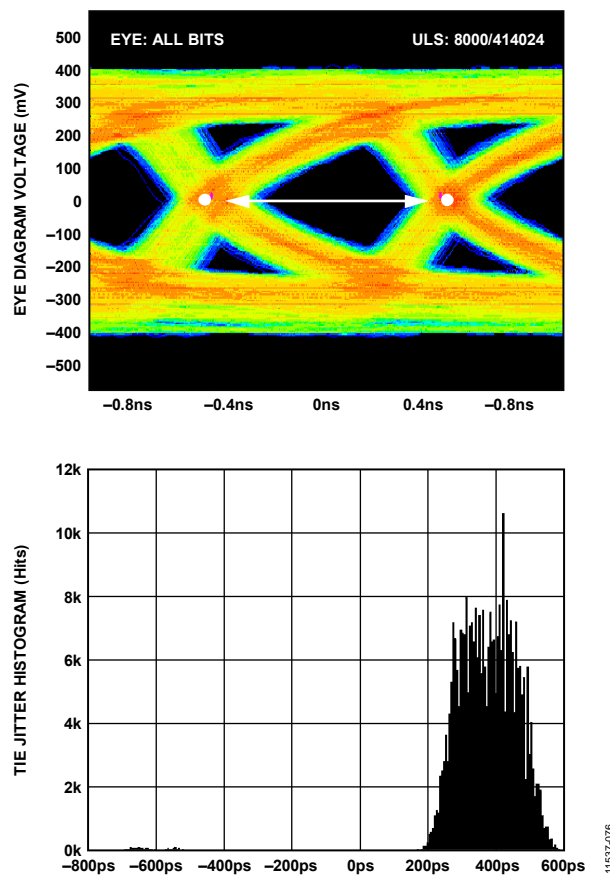 EYE: ALL BITS
ULS: 8000/414024
EYE DIAGRAM VOLTAGE (mV)
500
400
300
200
100
0
–100
–200
–300
–400
–500
–0.8ns
–0.4ns
0ns
0.4ns
–0.8ns
TIE JITTER HISTOGRAM (Hits)
12k
10k
8k
6k
4k
2k
0k
–800ps
–600ps
–400ps
–200ps
0ps
200ps
400ps
600ps
11537-076